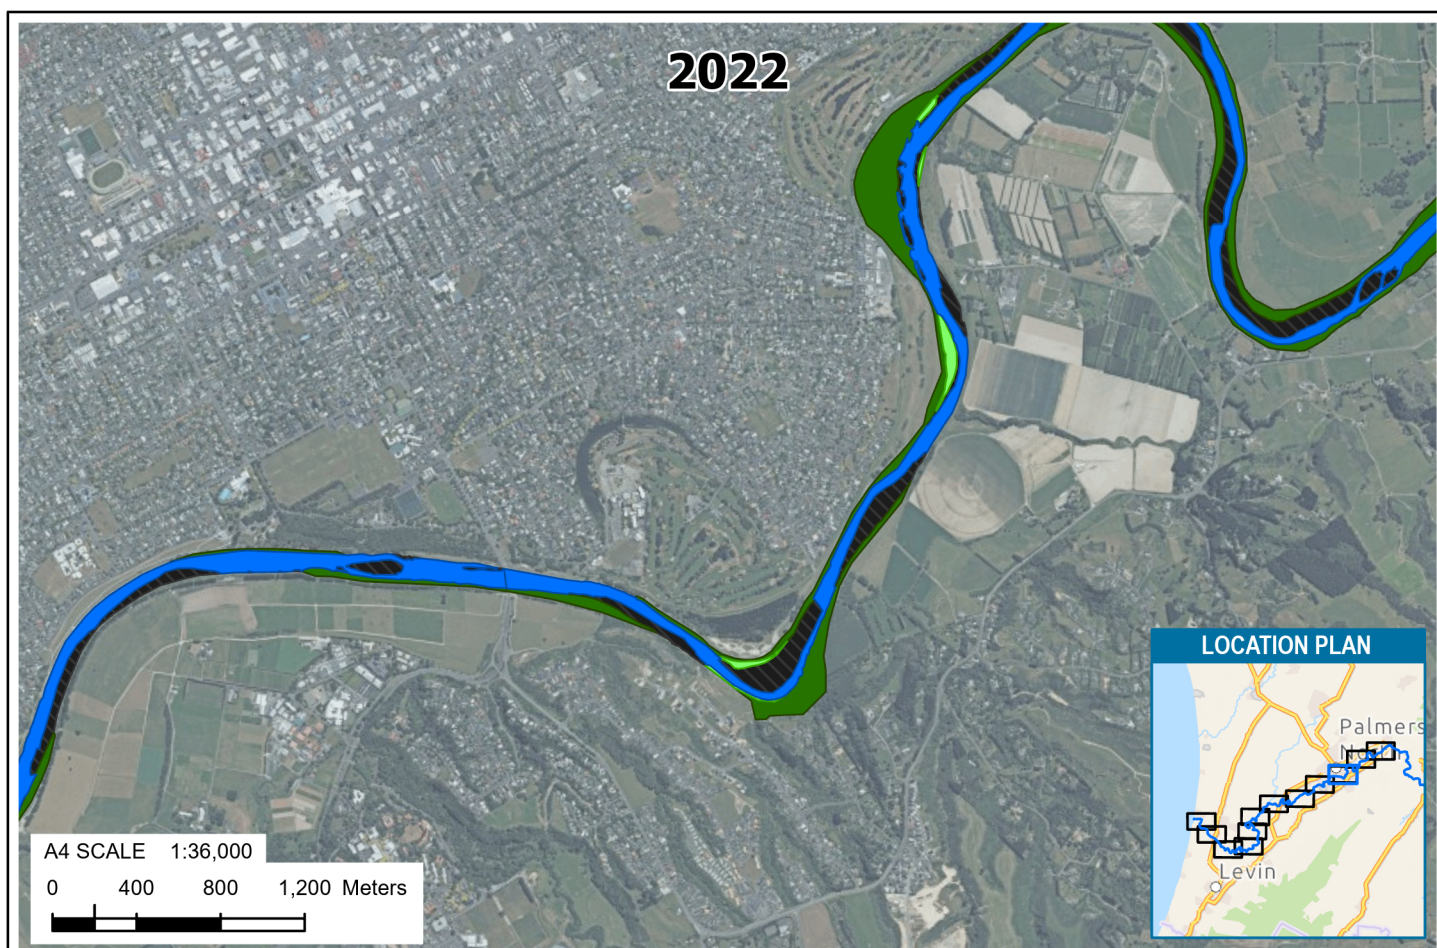 2022
LOCATION PLAN
Palmers
Levin
A4 SCALE 1:36,000
0 400 800 1,200 Meters